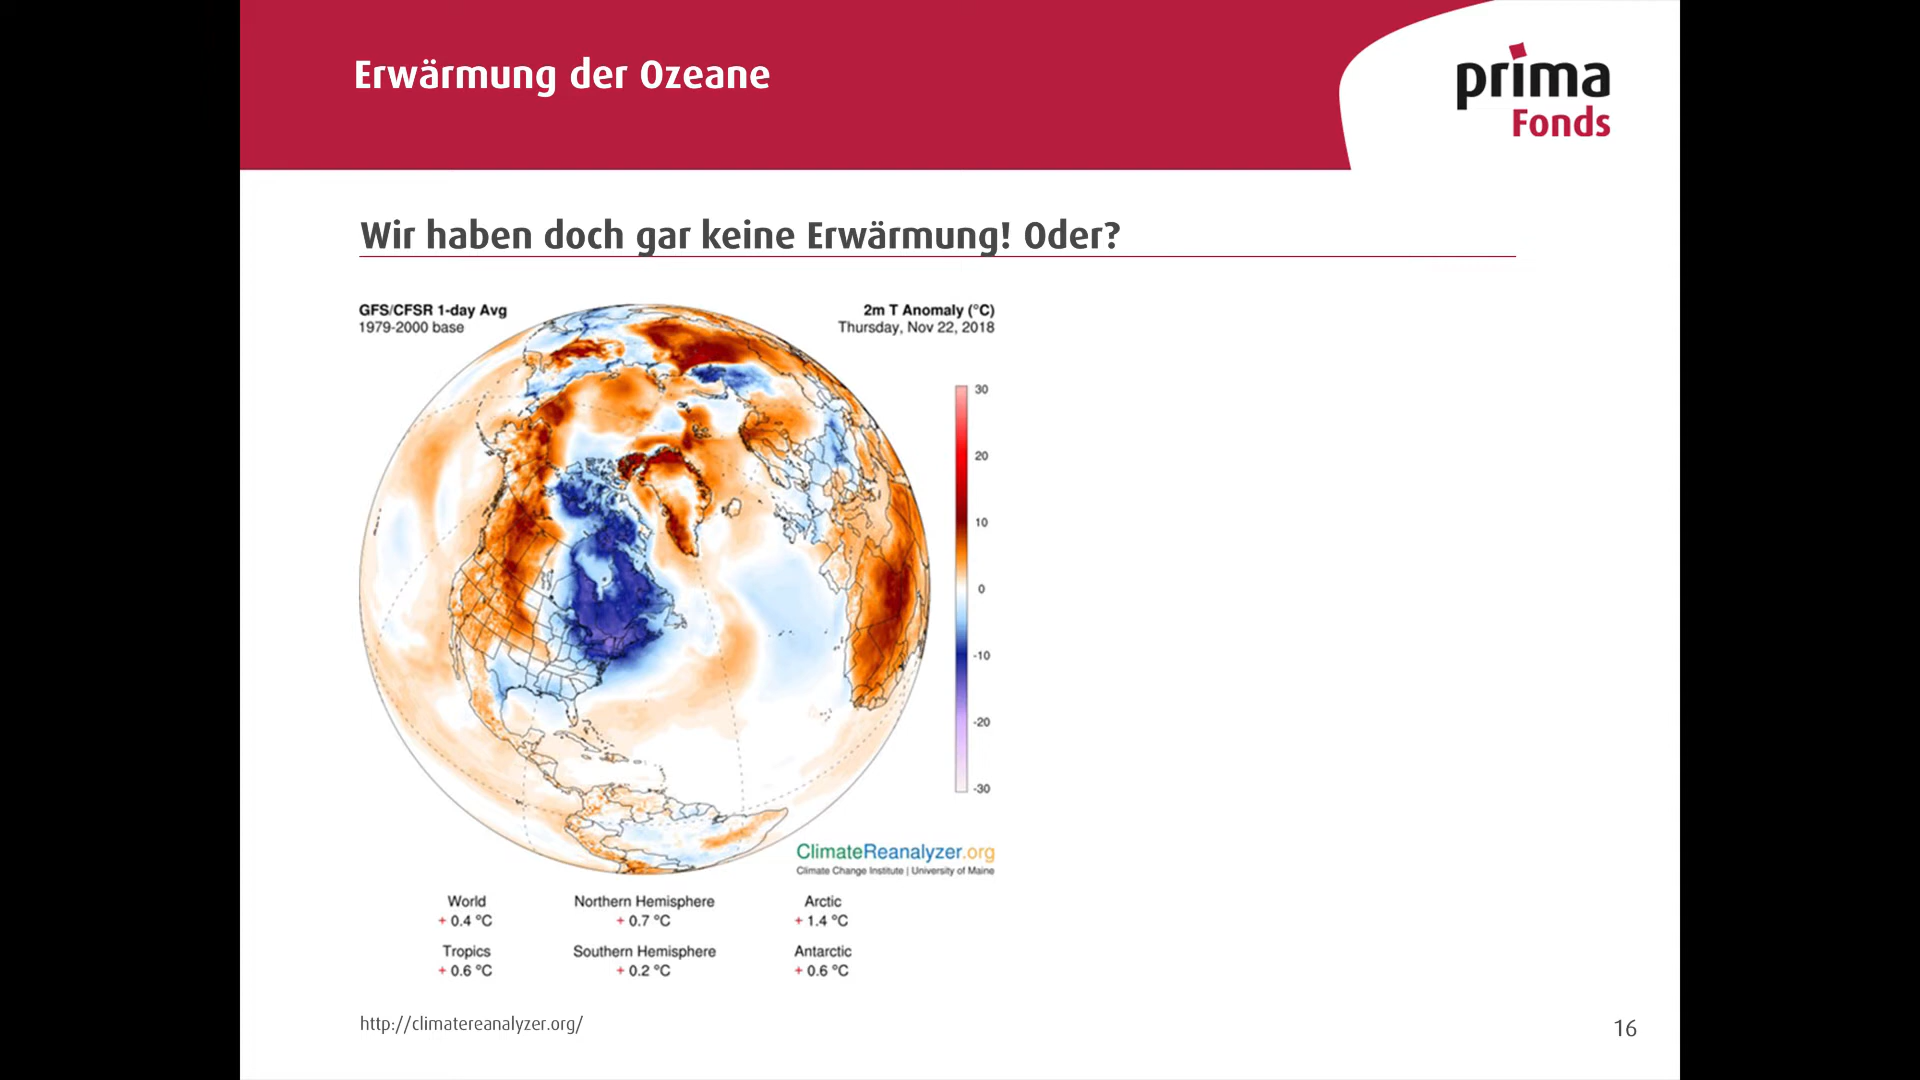 Erwärmung der Ozeane
prima
Fonds
Wir haben doch gar keine Erwärmung! Oder?
GFS/CFSR 1-day Avg
1979-2000 base
2m T Anomaly (°C)
Thursday, Nov 22, 2018
30
20
10
0
-10
-20
-30
ClimateReanalyzer.org
Climate Change Institute | University of Maine
World
+ 0.4 °C
Northern Hemisphere
+ 0.7 °C
Arctic
+ 1.4 °C
Tropics
+ 0.6 °C
Southern Hemisphere
+ 0.2 °C
Antarctic
+ 0.6 °C
http://climatereanalyzer.org/
16